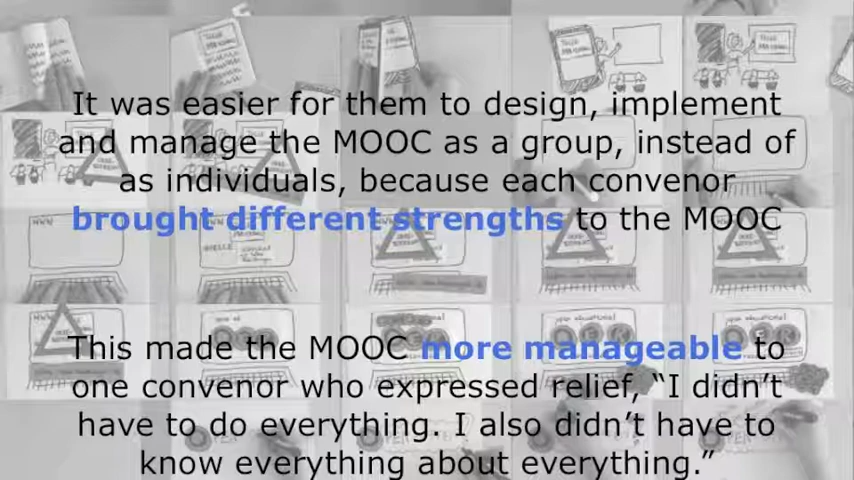 It was easier for them to design, implement
and manage the MOOC as a group, instead of
as individuals, because each convenor
brought different strengths to the MOOC
This made the MOOC more manageable to
one convenor who expressed relief, “I didn’t
have to do everything. I also didn’t have to
know everything about everything.”